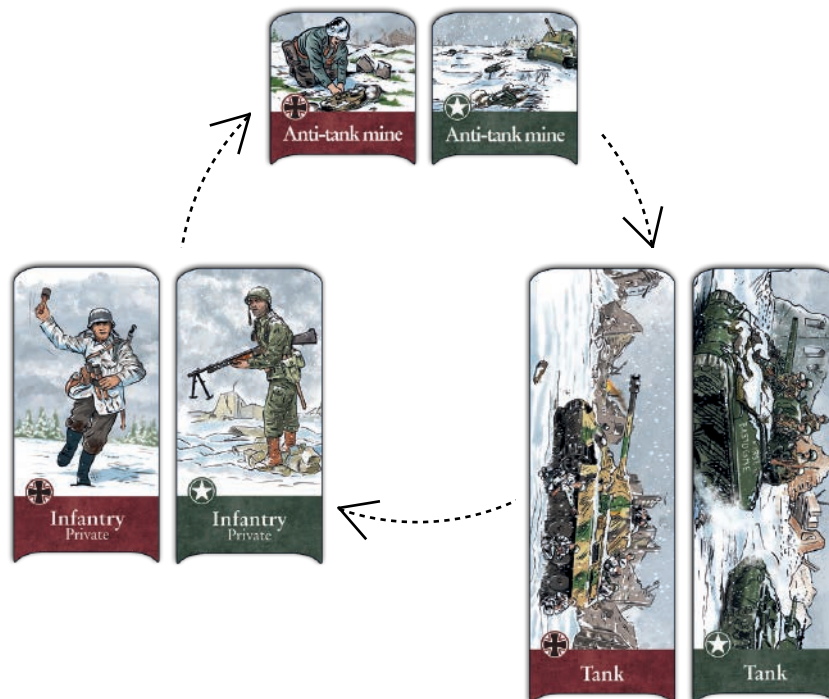 Anti-tank mine
Anti-tank mine
Infantry
Private
Infantry
Private
Tank
Tank